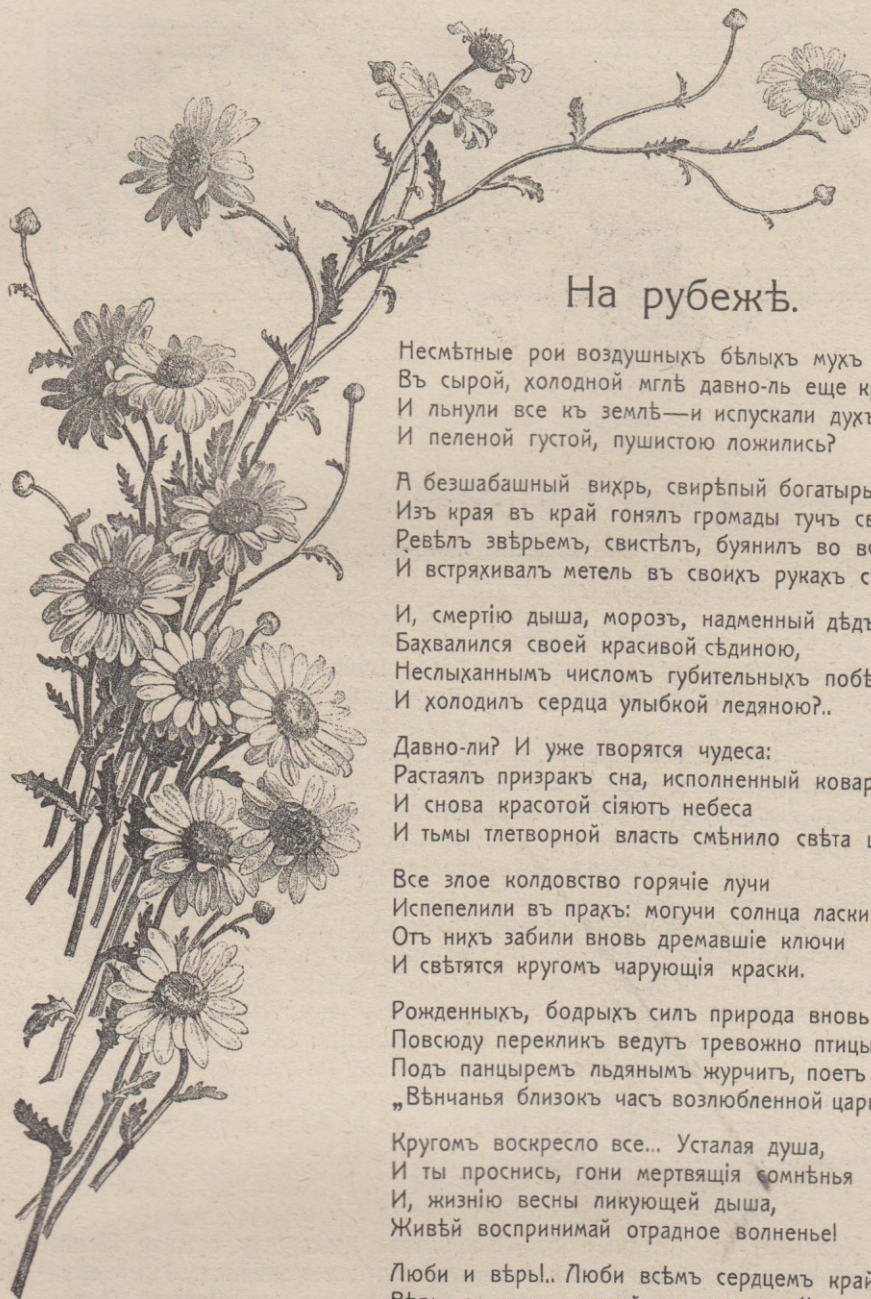 На рубежѣ.
Несмѣтные рои воздушныхъ бѣлыхъ мухъ
Въ сырой, холодной мглѣ давно-ль еще
И льнули все къ землѣ—и испускали духъ
И пеленой густой, пушистою ложились?
А безшабашный вихрь, свирѣпый богатырь
Изъ края въ край гонялъ громады тучъ
Ревѣлъ звѣрьемъ, свистѣлъ, буянилъ во
И встряхивалъ метель въ своихъ рукахъ
И, смертію дыша, морозъ, надменный дѣдъ
Бахвалился своей красивой сѣдиною,
Неслыханнымъ числомъ губительныхъ
И холодилъ сердца улыбкой ледяною?..
Давно-ли? И уже творятся чудеса:
Растаялъ призракъ сна, исполненный
И снова красотой сіяютъ небеса
И тьмы тлетворной власть смѣнило свѣта
Все злое колдовство горячіе лучи
Испепелили въ прахъ: могучи солнца ласки
Отъ нихъ забили вновь дремавшіе ключи
И свѣтятся кругомъ чарующія краски.
Рожденныхъ, бодрыхъ силъ природа вновь
Повсюду перекликъ ведутъ тревожно птицы
Подъ панцыремъ льдянымъ журчитъ, поетъ
„Вѣнчанья близокъ часъ возлюбленной
Кругомъ воскресло все... Усталая душа,
И ты проснись, гони мертвящія сомнѣнья
И, жизнію весны ликующей дыша,
Живѣй воспринимай отрадное волненье!
Люби и вѣрь!.. Люби всѣмъ сердцемъ край